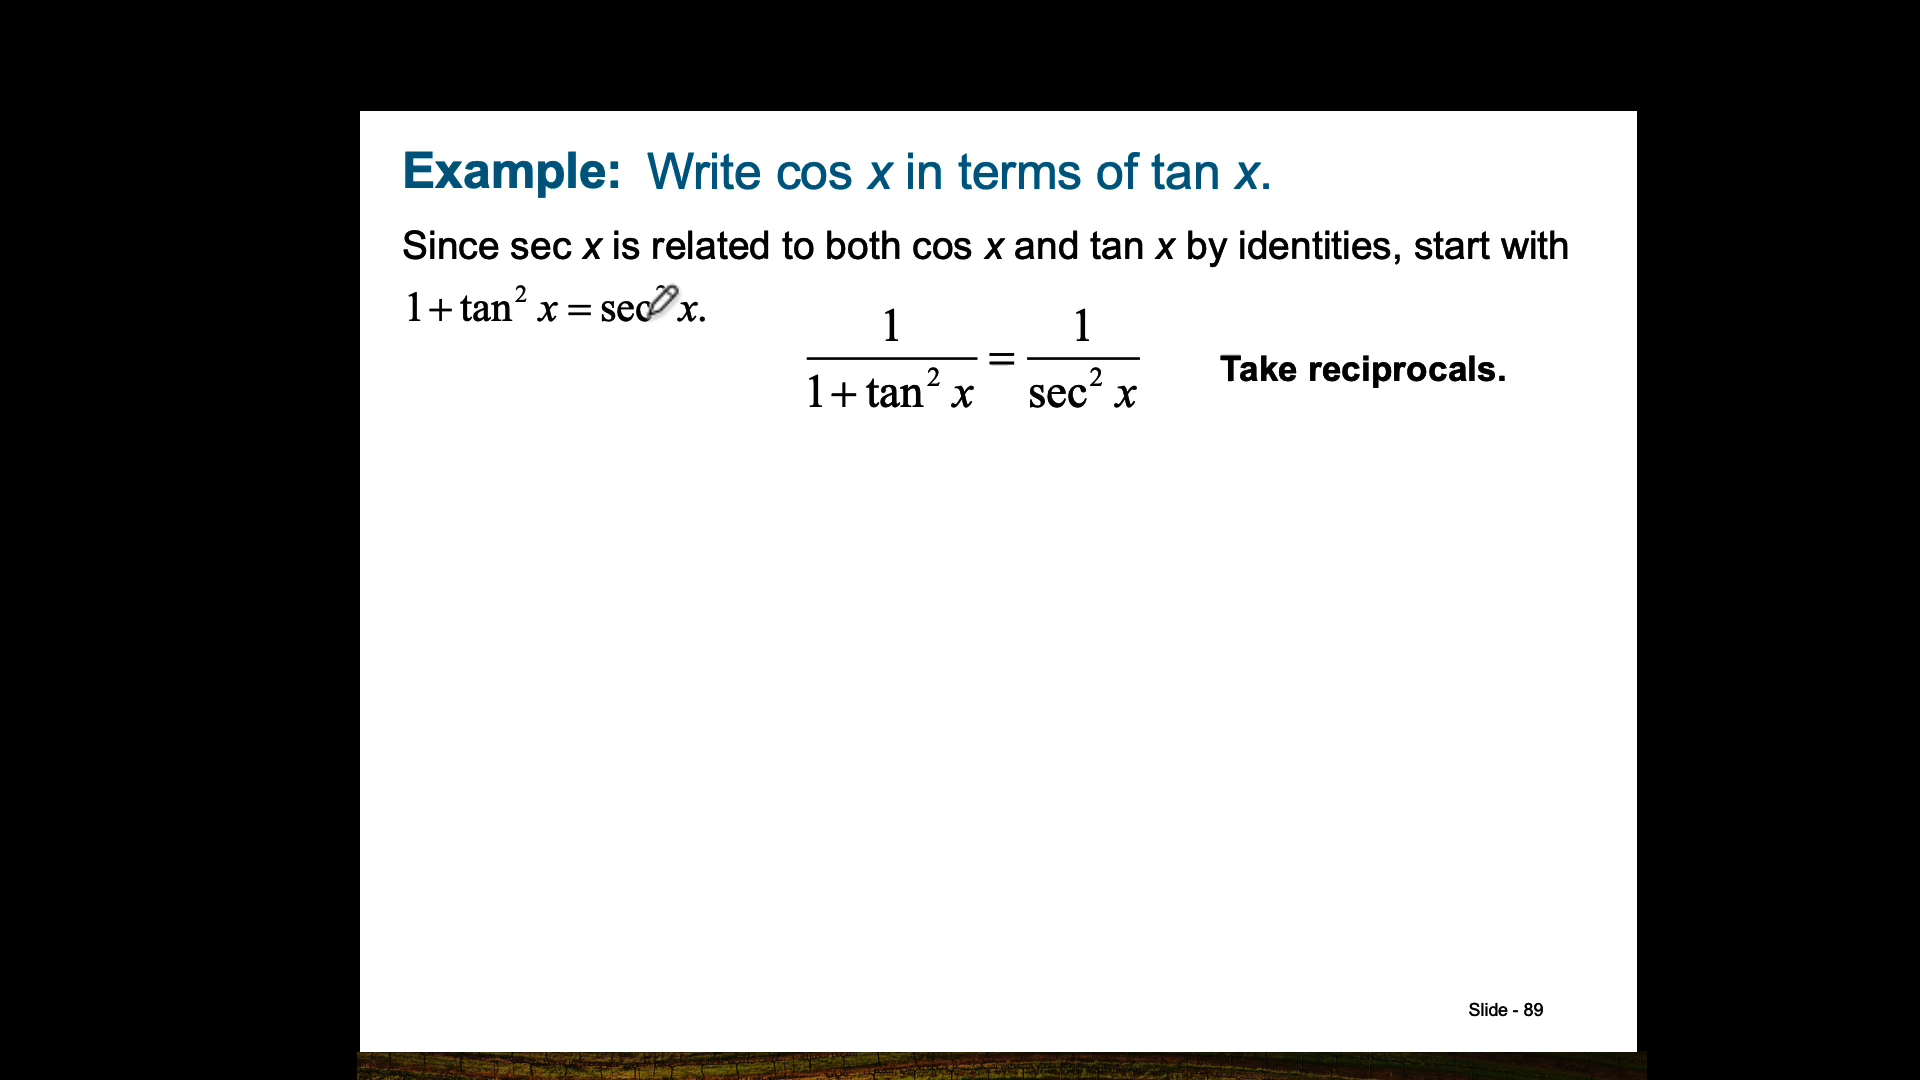 Example: Write cos x in terms of tan x.
Since sec x is related to both cos x and tan x by identities, start with
1 + tan² x = sec² x.
1 / (1 + tan² x) = 1 / (sec² x)
Take reciprocals.
Slide - 89